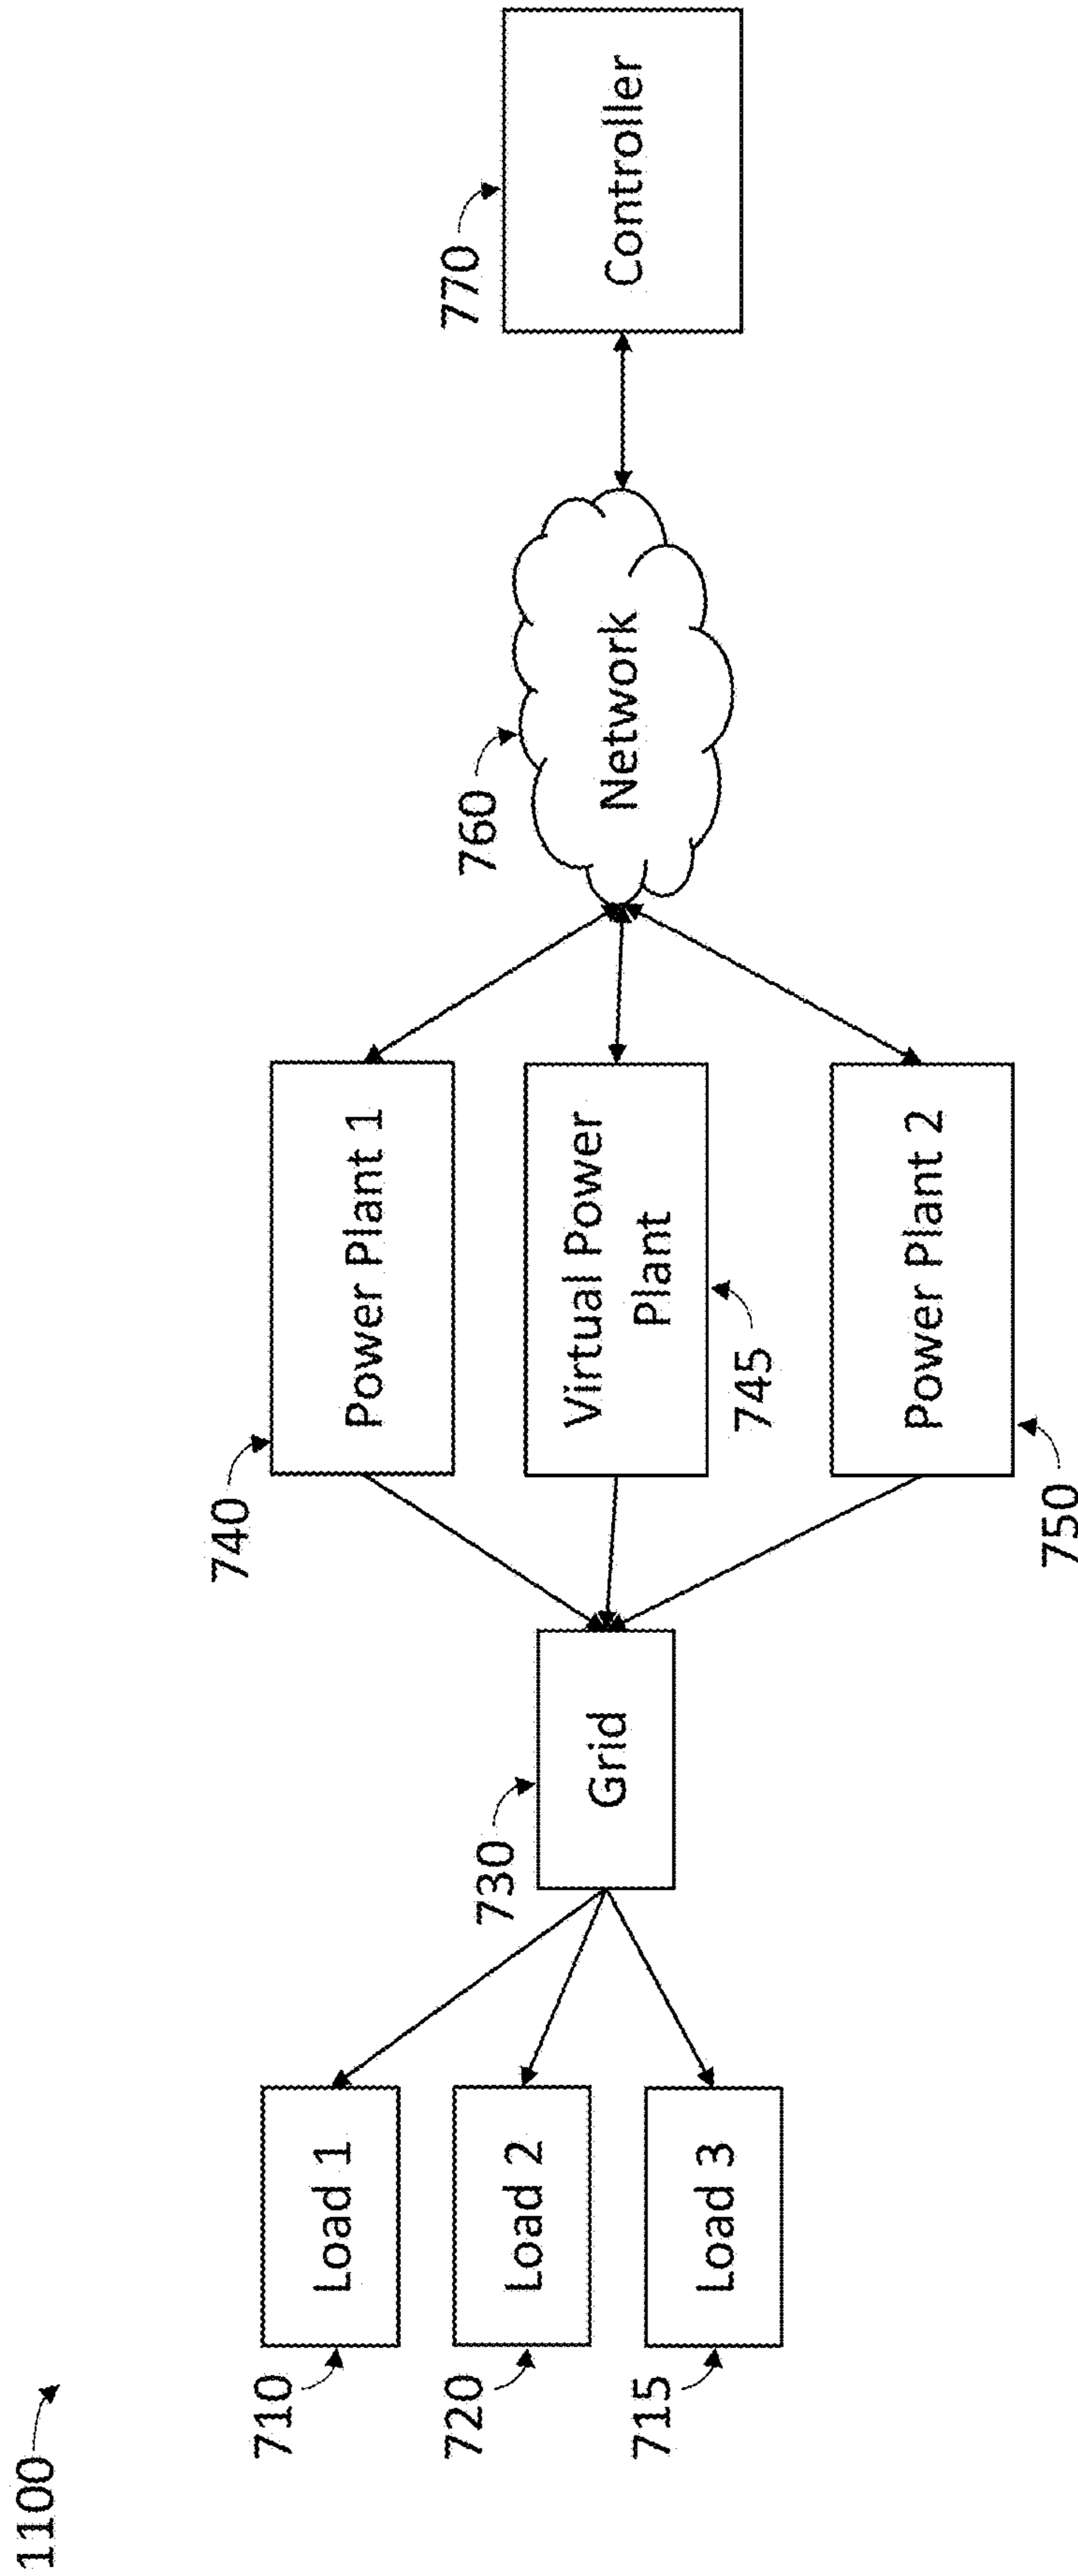 1100
710
Load 1
720
Load 2
715
Load 3
730
Grid
740
Power Plant 1
Virtual Power
Plant
745
Power Plant 2
750
760
Network
770
Controller